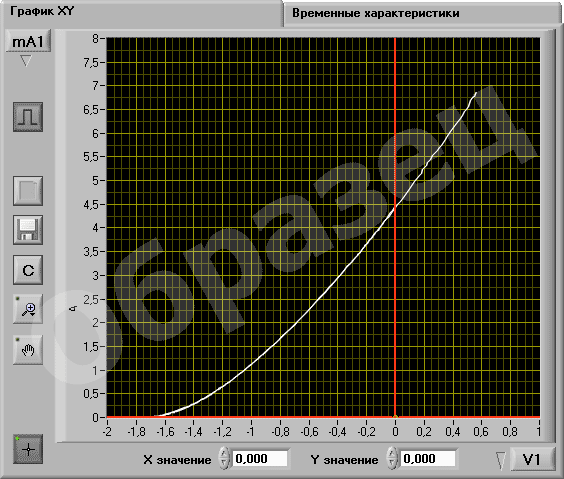 График XY
Временные характеристики
mA1
8
7,5
7
6,5
6
5,5
5
4,5
4
3,5
3
2,5
A
2
1,5
1
0,5
0
C
-2 -1,8 -1,6 -1,4 -1,2 -1 -0,8 -0,6 -0,4 -0,2 0 0,2 0,4 0,6 0,8 1
X значение 0,000 Y значение 0,000 V1
образец